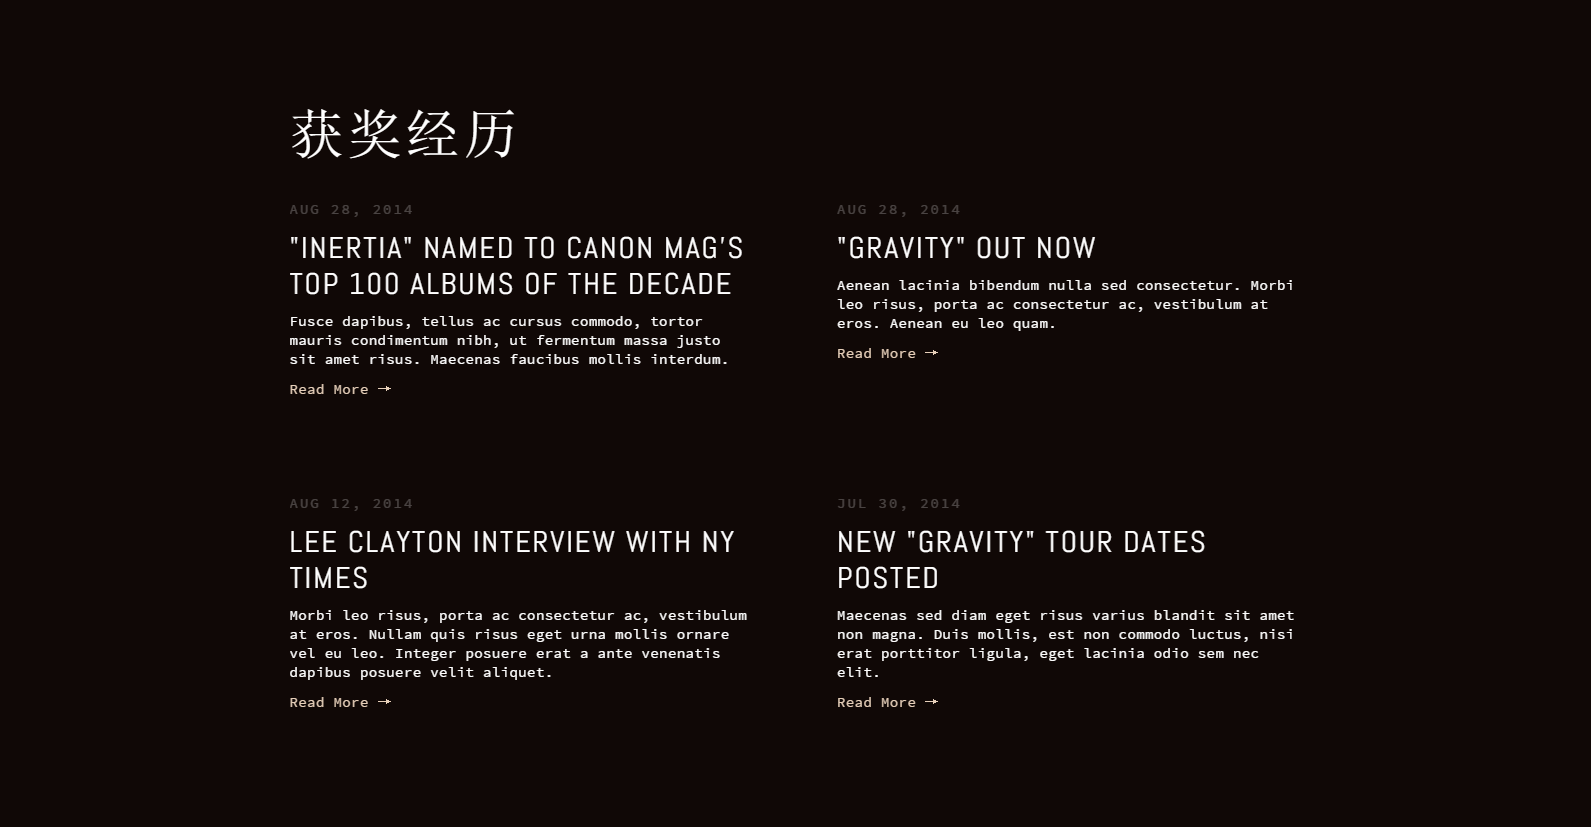 获奖经历
AUG 28, 2014
"INERTIA" NAMED TO CANON MAG'S
TOP 100 ALBUMS OF THE DECADE
Fusce dapibus, tellus ac cursus commodo, tortor
mauris condimentum nibh, ut fermentum massa justo
sit amet risus. Maecenas faucibus mollis interdum.
Read More →
AUG 28, 2014
"GRAVITY" OUT NOW
Aenean lacinia bibendum nulla sed consectetur. Morbi
leo risus, porta ac consectetur ac, vestibulum at
eros. Aenean eu leo quam.
Read More →
AUG 12, 2014
LEE CLAYTON INTERVIEW WITH NY
TIMES
Morbi leo risus, porta ac consectetur ac, vestibulum
at eros. Nullam quis risus eget urna mollis ornare
vel eu leo. Integer posuere erat a ante venenatis
dapibus posuere velit aliquet.
Read More →
JUL 30, 2014
NEW "GRAVITY" TOUR DATES
POSTED
Maecenas sed diam eget risus varius blandit sit amet
non magna. Duis mollis, est non commodo luctus, nisi
erat porttitor ligula, eget lacinia odio sem nec
elit.
Read More →